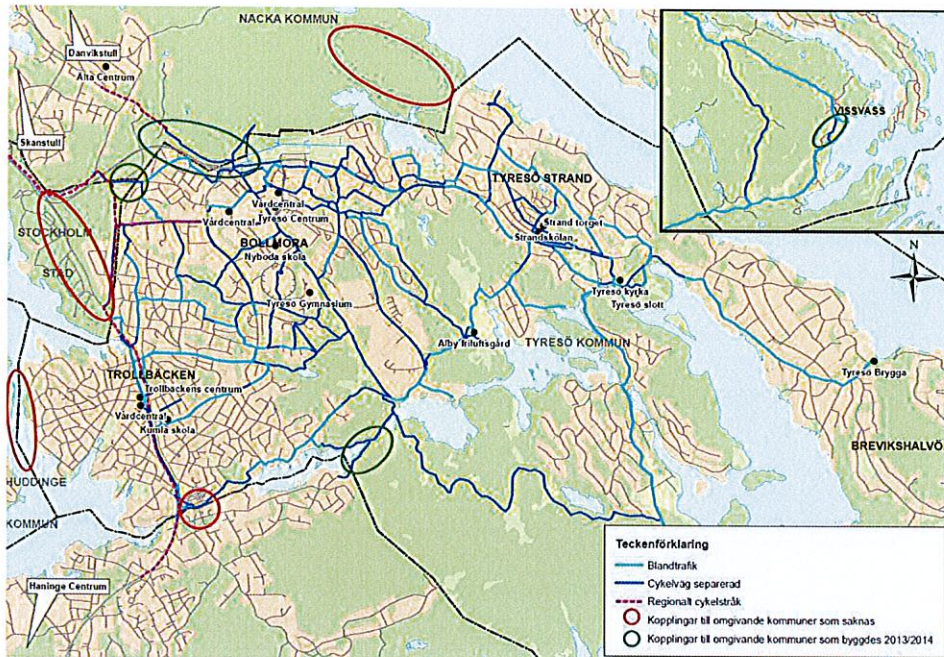 NACKA KOMMUN
Danvikstull
Älta Centrum
Skanstull
VISSVASS
TYRESÖ STRAND
Vårdcentral
Vårdcentral
Tyresö Centrum
Strand torget
Strandskolan
STOCKHOLM
STAD
BOLLMORA
Nyboda skola
N
Tyresö kyrka
Tyresö slott
Tyresö Gymnasium
Alby friluftsgård
TYRESÖ KOMMUN
Tyresö Brygga
TROLLBÄCKEN
Trollbäckens centrum
Vårdcentral
Kumla skola
BREVIKSHALVÖ
HUDDINGE
KOMMUN
Haninge Centrum
Teckenförklaring
Blandtrafik
Cykelväg separerad
Regionalt cykelstråk
Kopplingar till omgivande kommuner som saknas
Kopplingar till omgivande kommuner som byggdes 2013/2014